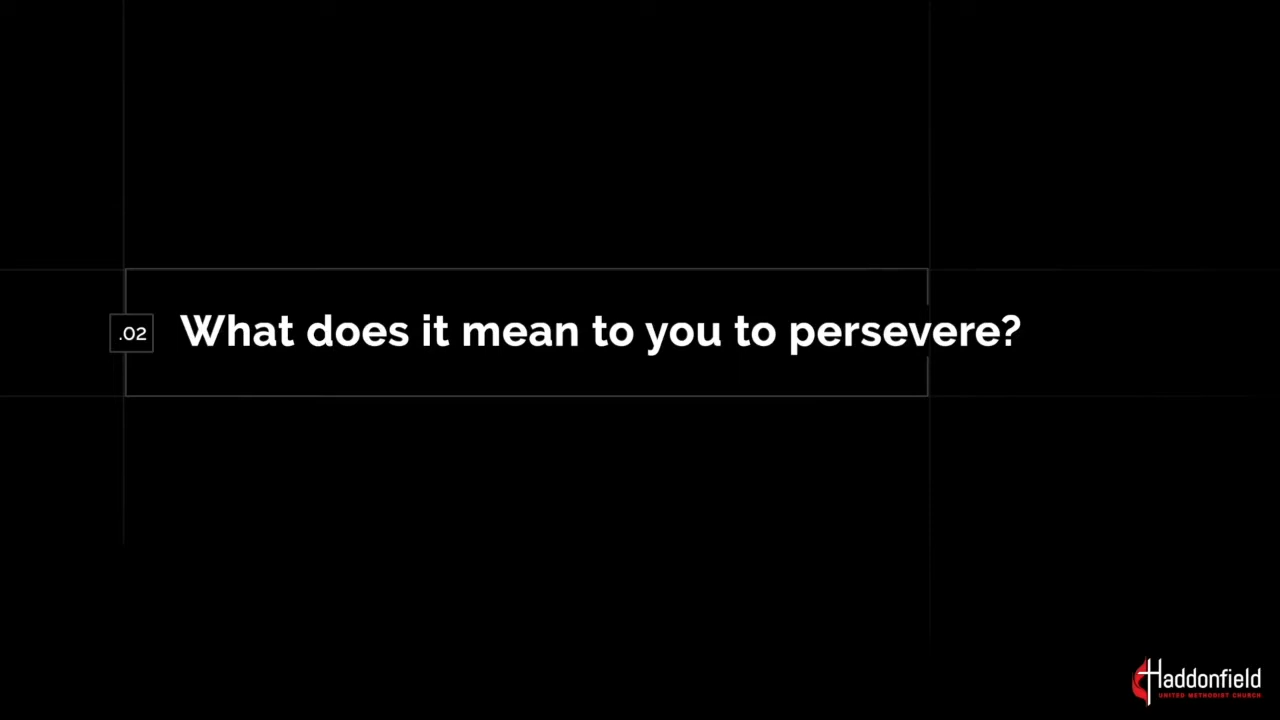 .02
What does it mean to you to persevere?
Haddonfield
UNITED METHODIST CHURCH